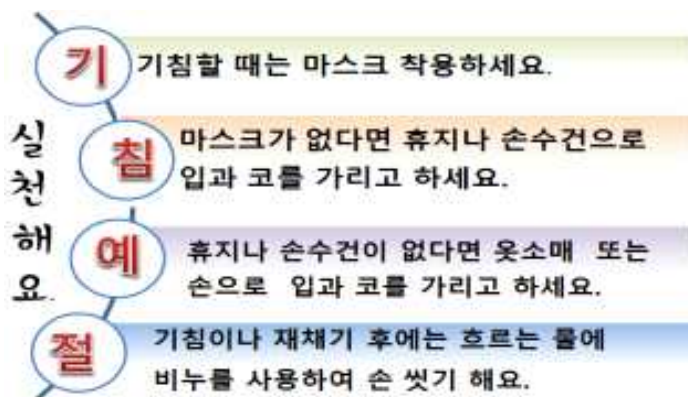 실천해요.
기 기침할 때는 마스크 착용하세요.
침 마스크가 없다면 휴지나 손수건으로
입과 코를 가리고 하세요.
예 휴지나 손수건이 없다면 옷소매 또는
손으로 입과 코를 가리고 하세요.
절 기침이나 재채기 후에는 흐르는 물에
비누를 사용하여 손 씻기 해요.